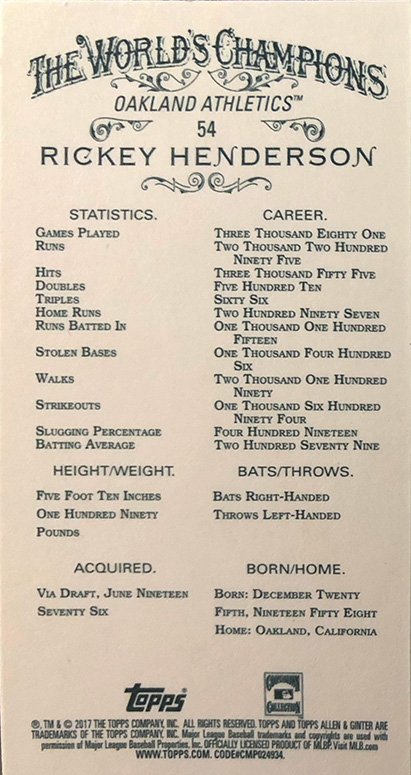 THE WORLD'S CHAMPIONS
OAKLAND ATHLETICS™
54
RICKEY HENDERSON
STATISTICS. CAREER.
GAMES PLAYED THREE THOUSAND EIGHTY ONE
RUNS TWO THOUSAND TWO HUNDRED
NINETY FIVE
HITS THREE THOUSAND FIFTY FIVE
DOUBLES FIVE HUNDRED TEN
TRIPLES SIXTY SIX
HOME RUNS TWO HUNDRED NINETY SEVEN
RUNS BATTED IN ONE THOUSAND ONE HUNDRED
FIFTEEN
STOLEN BASES ONE THOUSAND FOUR HUNDRED
SIX
WALKS TWO THOUSAND ONE HUNDRED
NINETY
STRIKEOUTS ONE THOUSAND SIX HUNDRED
NINETY FOUR
SLUGGING PERCENTAGE FOUR HUNDRED NINETEEN
BATTING AVERAGE TWO HUNDRED SEVENTY NINE
HEIGHT/WEIGHT. BATS/THROWS.
FIVE FOOT TEN INCHES BATS RIGHT-HANDED
ONE HUNDRED NINETY THROWS LEFT-HANDED
POUNDS
ACQUIRED. BORN/HOME.
VIA DRAFT, JUNE NINETEEN BORN: DECEMBER TWENTY
SEVENTY SIX FIFTH, NINETEEN FIFTY EIGHT
HOME: OAKLAND, CALIFORNIA
topps COOPERSTOWN
COLLECTION
®, TM & © 2017 THE TOPPS COMPANY, INC. ALL RIGHTS RESERVED. TOPPS AND TOPPS ALLEN & GINTER ARE
TRADEMARKS OF THE TOPPS COMPANY, INC. Major League Baseball trademarks and copyrights are used with
permission of Major League Baseball Properties, Inc. OFFICIALLY LICENSED PRODUCT OF MLBP. Visit MLB.com
WWW.TOPPS.COM. CODE#CMP024934.